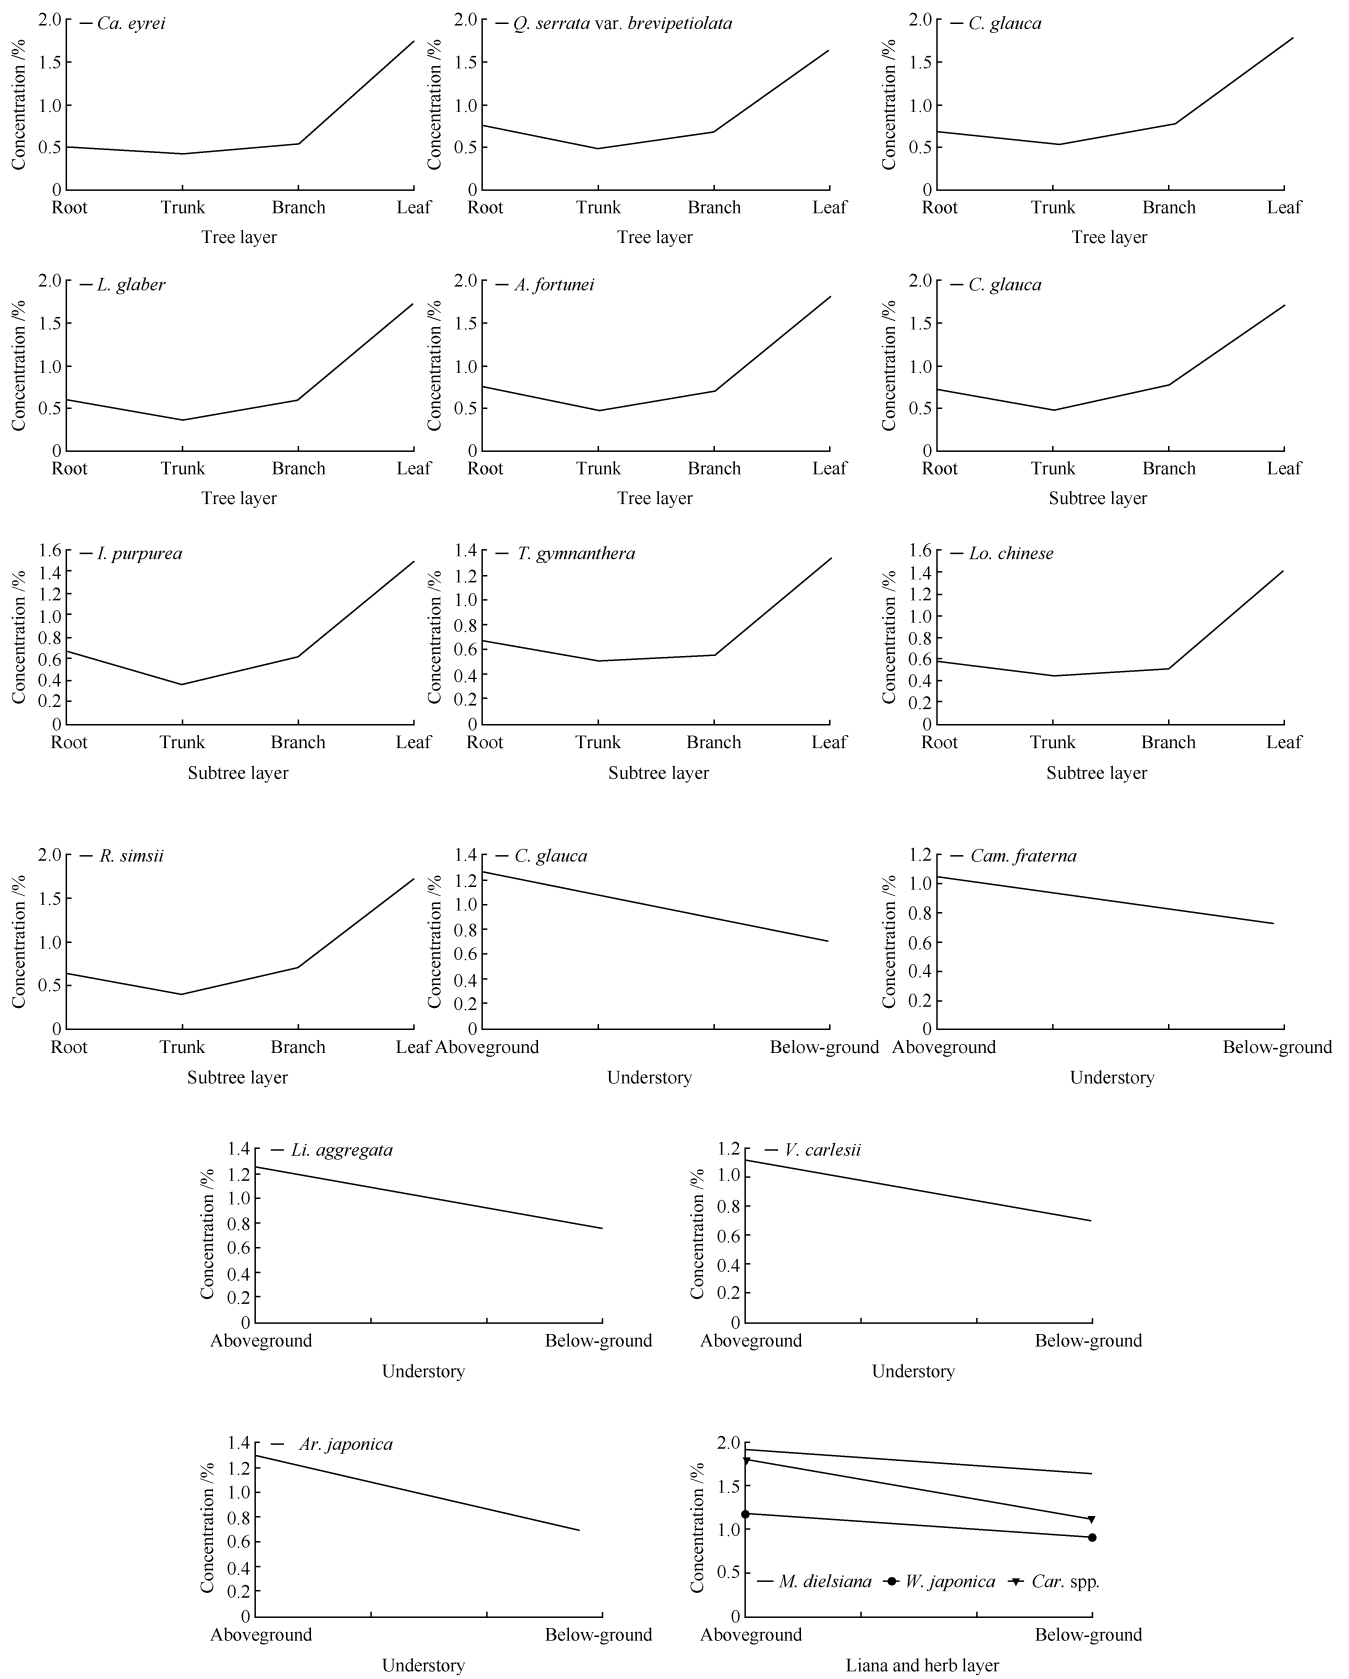 Ca. eyrei
Concentration /%
2.0
1.5
1.0
0.5
0
Root Trunk Branch Leaf
Tree layer
Q. serrata var. brevipetiolata
Concentration /%
2.0
1.5
1.0
0.5
0
Root Trunk Branch Leaf
Tree layer
C. glauca
Concentration /%
2.0
1.5
1.0
0.5
0
Root Trunk Branch Leaf
Tree layer
L. glaber
Concentration /%
2.0
1.5
1.0
0.5
0
Root Trunk Branch Leaf
Tree layer
A. fortunei
Concentration /%
2.0
1.5
1.0
0.5
0
Root Trunk Branch Leaf
Tree layer
C. glauca
Concentration /%
2.0
1.5
1.0
0.5
0
Root Trunk Branch Leaf
Subtree layer
I. purpurea
Concentration /%
1.6
1.4
1.2
1.0
0.8
0.6
0.4
0.2
0
Root Trunk Branch Leaf
Subtree layer
T. gymnanthera
Concentration /%
1.4
1.2
1.0
0.8
0.6
0.4
0.2
0
Root Trunk Branch Leaf
Subtree layer
Lo. chinese
Concentration /%
1.6
1.4
1.2
1.0
0.8
0.6
0.4
0.2
0
Root Trunk Branch Leaf
Subtree layer
R. simsii
Concentration /%
2.0
1.5
1.0
0.5
0
Root Trunk Branch Leaf
Subtree layer
C. glauca
Concentration /%
1.4
1.2
1.0
0.8
0.6
0.4
0.2
0
Aboveground Below-ground
Understory
Cam. fraterna
Concentration /%
1.2
1.0
0.8
0.6
0.4
0.2
0
Aboveground Below-ground
Understory
Li. aggregata
Concentration /%
1.4
1.2
1.0
0.8
0.6
0.4
0.2
0
Aboveground Below-ground
Understory
V. carlesii
Concentration /%
1.2
1.0
0.8
0.6
0.4
0.2
0
Aboveground Below-ground
Understory
Ar. japonica
Concentration /%
1.4
1.2
1.0
0.8
0.6
0.4
0.2
0
Aboveground Below-ground
Understory
Concentration /%
2.0
1.5
1.0
0.5
0
M. dielsiana W. japonica Car. spp.
Aboveground Below-ground
Liana and herb layer